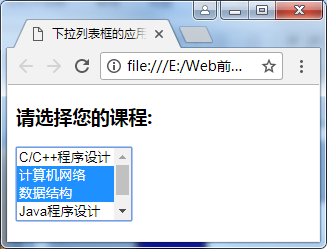 下拉列表框的应用
file:///E:/Web前...
请选择您的课程:
C/C++程序设计
计算机网络
数据结构
Java程序设计